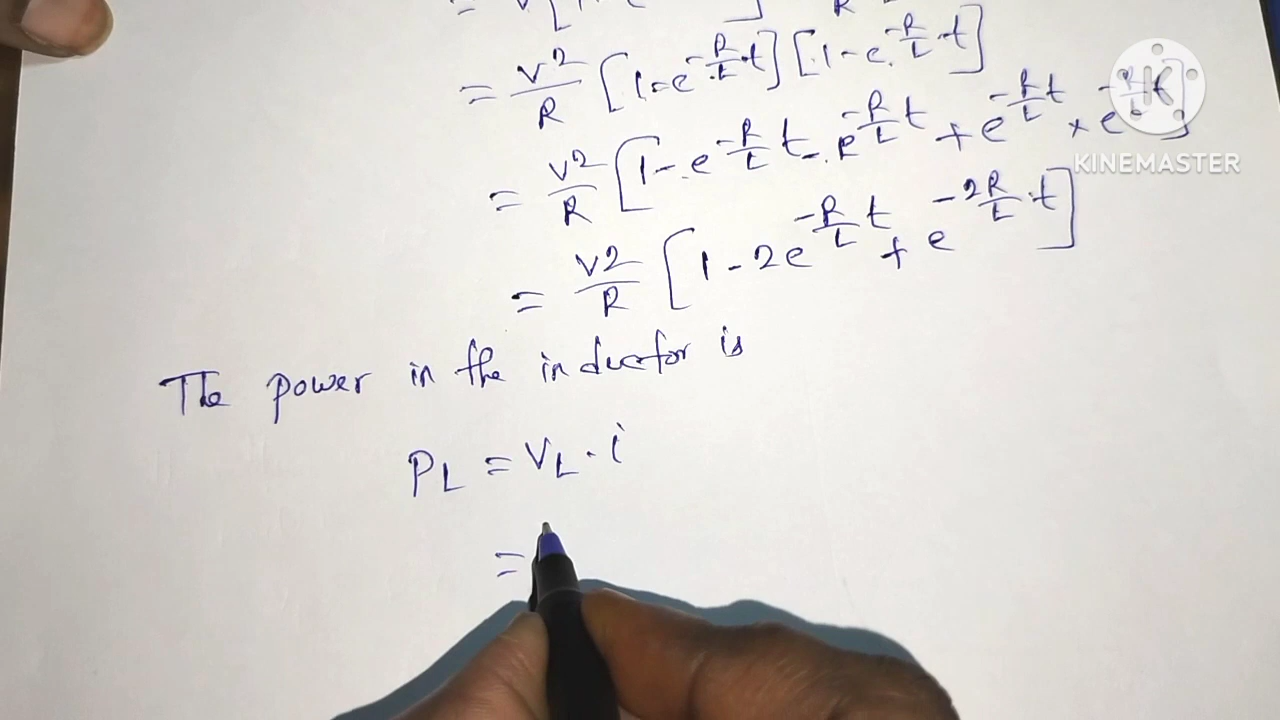 = V²/R [1-e^{-R/L·t}] [1-e^{-R/L·t}]
= V²/R [1-e^{-R/L t} - e^{-R/L t} + e^{-R/L t} × e^{-R/L t}]
= V²/R [1-2e^{-R/L t} + e^{-2R/L·t}]
The power in the inductor is
P_L = V_L . i
=
K
KINEMASTER